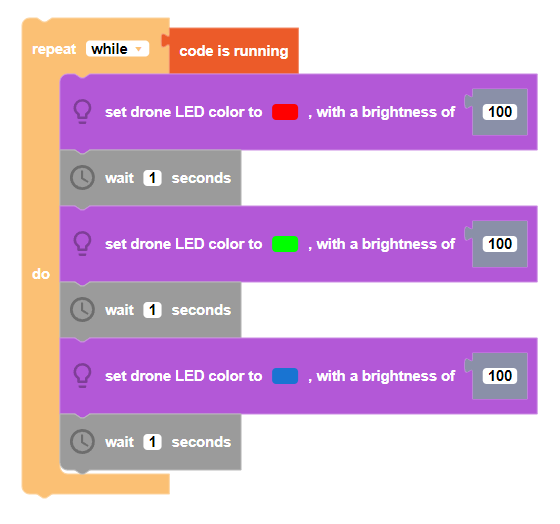 repeat while code is running
set drone LED color to , with a brightness of 100
wait 1 seconds
set drone LED color to , with a brightness of 100
do
wait 1 seconds
set drone LED color to , with a brightness of 100
wait 1 seconds